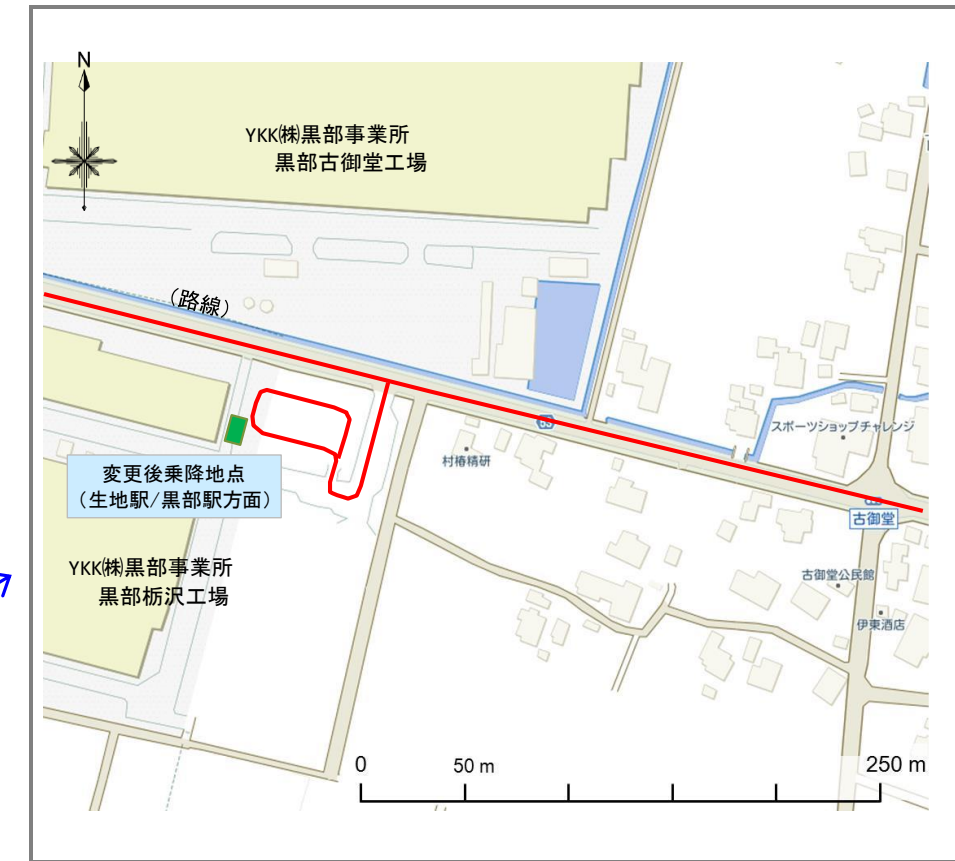 N
YKK㈱黒部事業所
黒部古御堂工場
（路線）
53
スポーツショップチャレンジ
村椿精研
変更後乗降地点
（生地駅/黒部駅方面）
古御堂
YKK㈱黒部事業所
黒部栃沢工場
古御堂公民館
伊東酒店
0
50 m
250 m